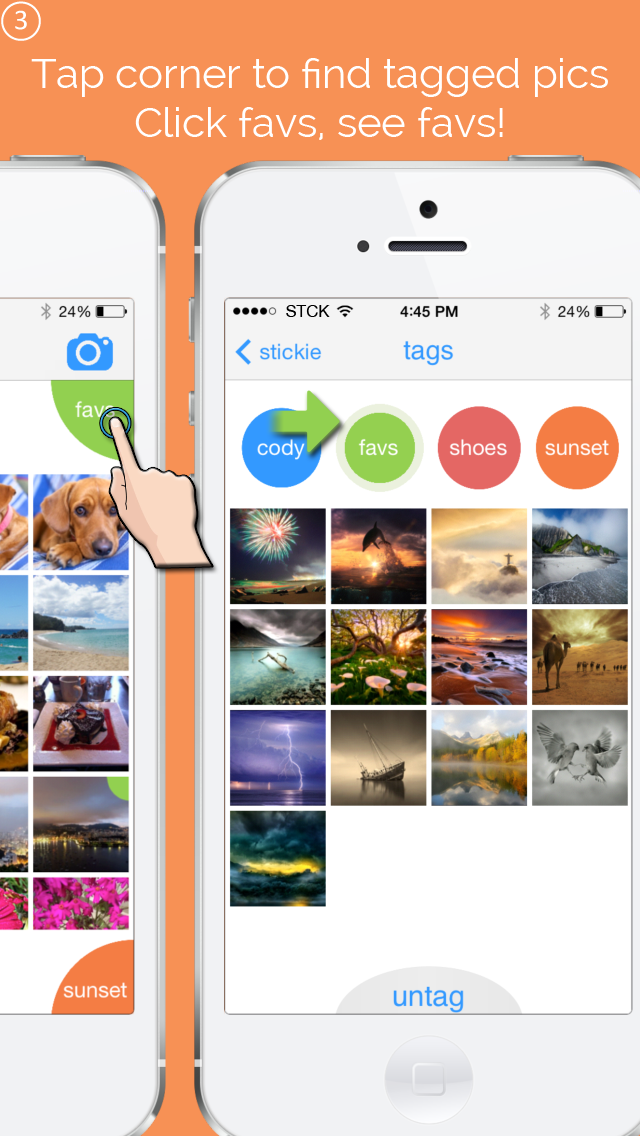 3
Tap corner to find tagged pics
Click favs, see favs!
24%
favs
sunset
STCK 4:45 PM 24%
stickie tags
cody favs shoes sunset
untag